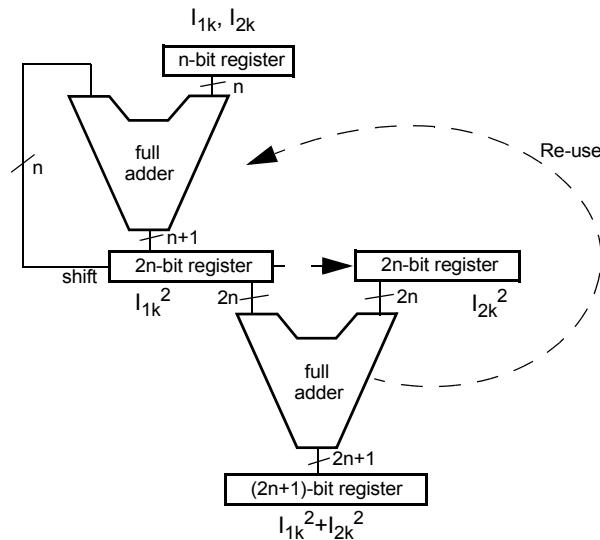 I₁ₖ, I₂ₖ
n-bit register
n
full
adder
Re-use
n
n+1
shift
2n-bit register
2n-bit register
I₁ₖ²
2n
2n
I₂ₖ²
full
adder
2n+1
(2n+1)-bit register
I₁ₖ²+I₂ₖ²